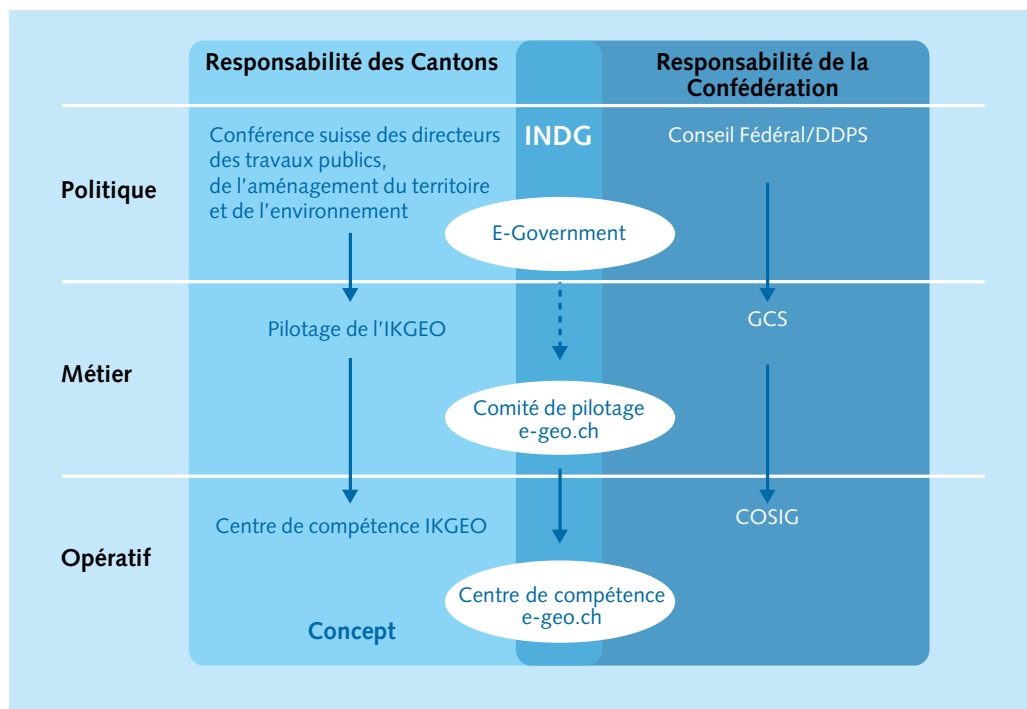 Responsabilité des Cantons
Responsabilité de la
Confédération
Politique
Conférence suisse des directeurs
des travaux publics,
de l'aménagement du territoire
et de l'environnement
INDG
Conseil Fédéral/DDPS
E-Government
Métier
Pilotage de l'IKGEO
GCS
Comité de pilotage
e-geo.ch
Opératif
Centre de compétence IKGEO
COSIG
Centre de compétence
e-geo.ch
Concept